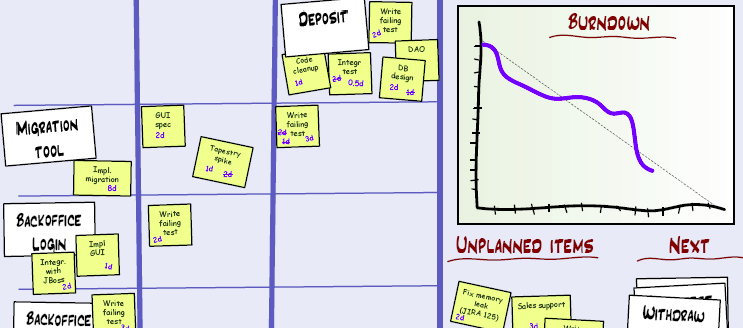 DEPOSIT
Write
failing
test
2d
DAO
Code
cleanup
1d
Integr
test
2d 0.5d
DB
design
2d 1d
MIGRATION
TOOL
Impl.
migration
8d
GUI
spec
2d
Tapestry
spike
1d 2d
Write
failing
2d test
1d 3d
BACKOFFICE
LOGIN
Integr.
with
JBoss
2d
Impl
GUI
1d
Write
failing
test
2d
BACKOFFICE
Write
failing
test
BURNDOWN
UNPLANNED ITEMS
NEXT
Fix memory
leak
(JIRA 125)
2d
Sales support
3d
WITHDRAW